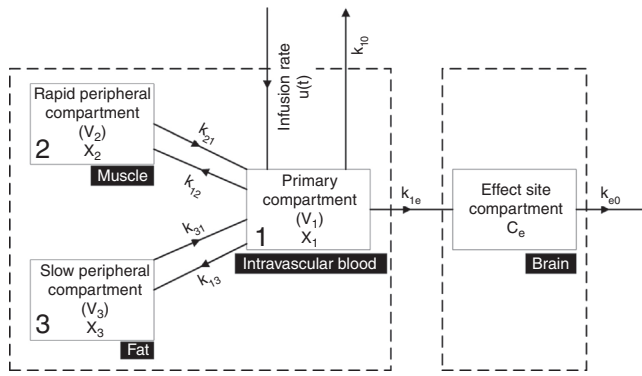 k₁₀
Infusion rate
u(t)
Rapid peripheral
compartment
(V₂)
2 X₂
Muscle
k₂₁
k₁₂
Primary
compartment
(V₁)
1 X₁
Intravascular blood
k₁ₑ
Effect site
compartment
Cₑ
Brain
kₑ₀
k₃₁
k₁₃
Slow peripheral
compartment
(V₃)
3 X₃
Fat